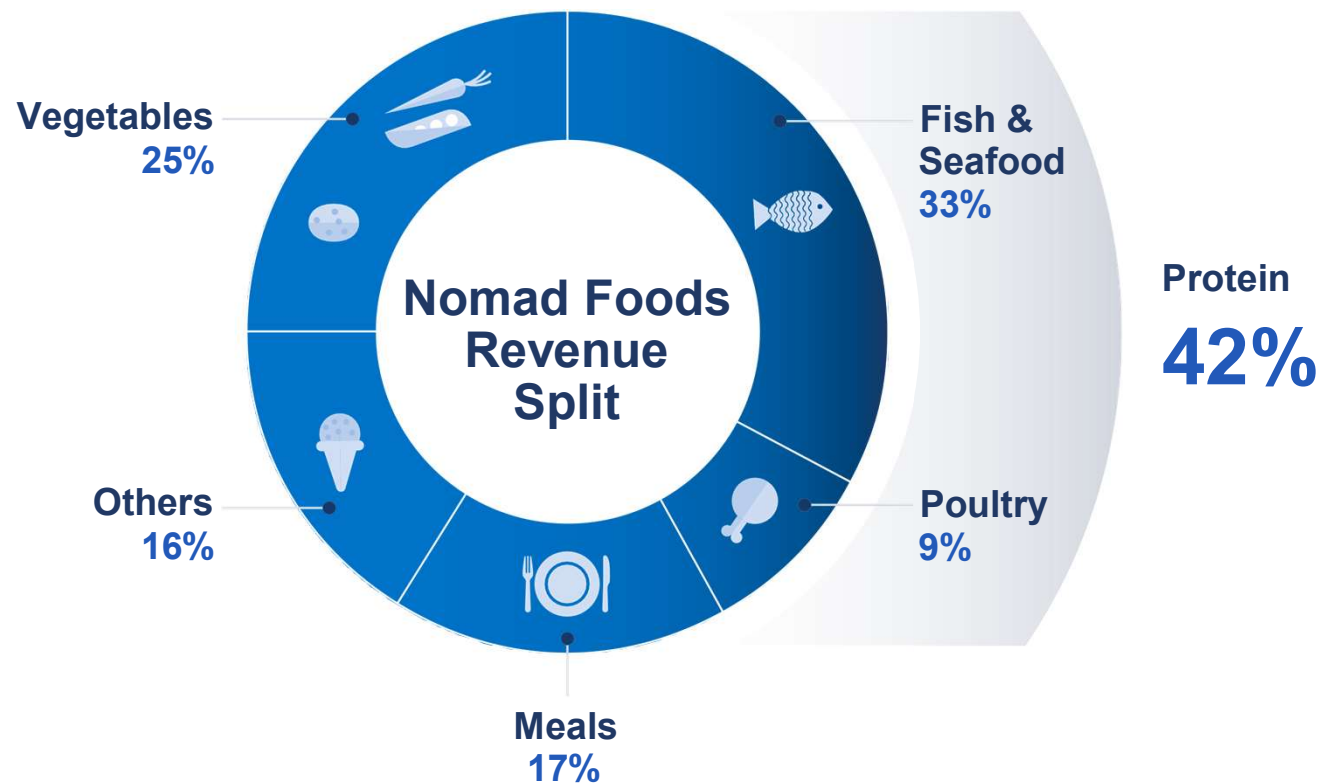 Vegetables
25%
Fish &
Seafood
33%
Protein
42%
Nomad Foods
Revenue
Split
Others
16%
Poultry
9%
Meals
17%